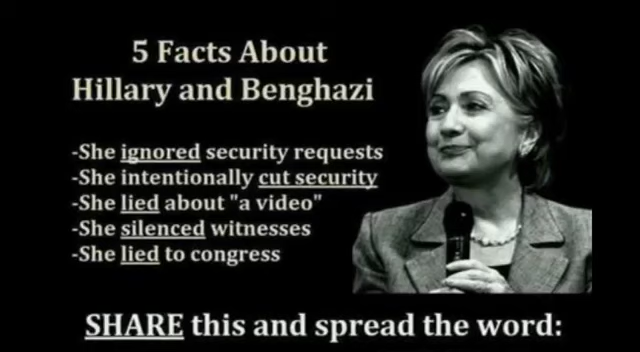 5 Facts About
Hillary and Benghazi
-She ignored security requests
-She intentionally cut security
-She lied about "a video"
-She silenced witnesses
-She lied to congress
SHARE this and spread the word: